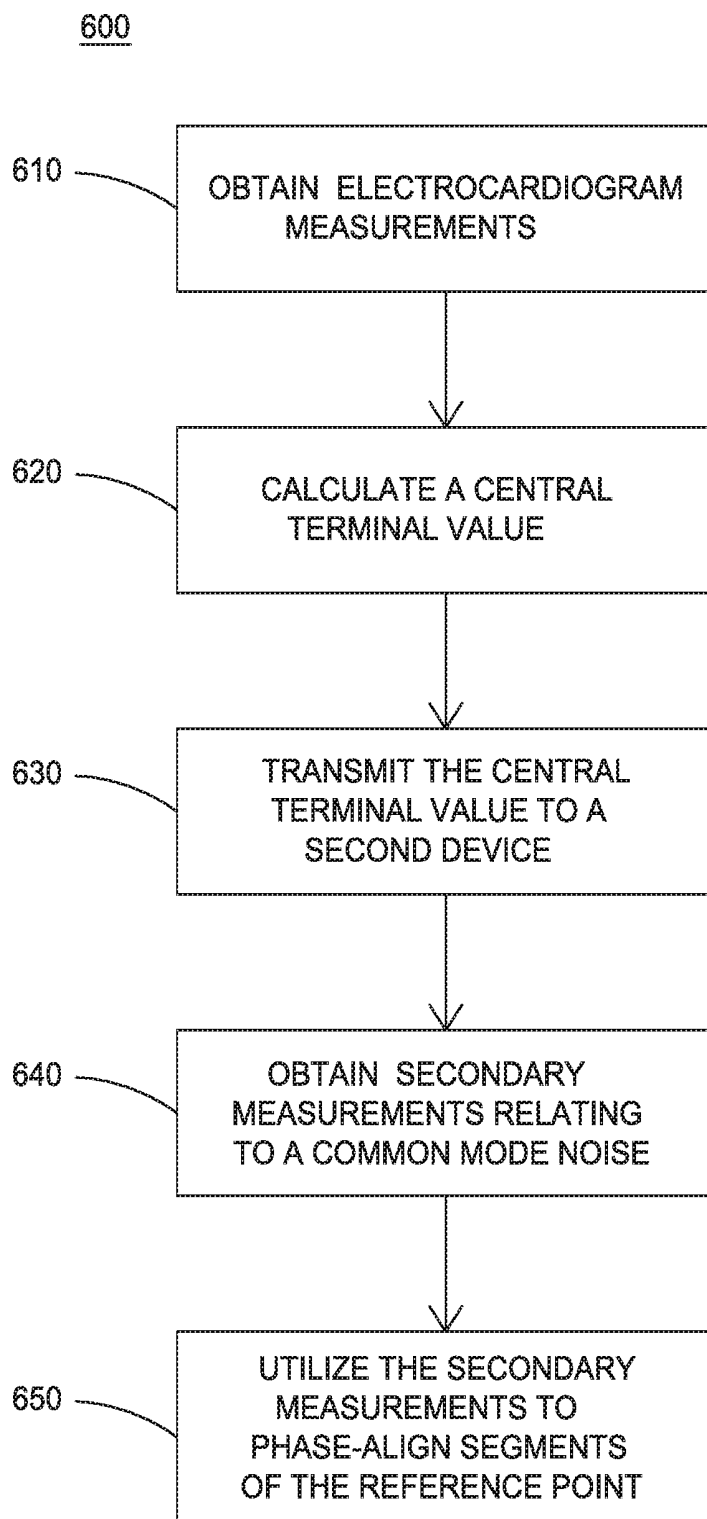 600
610
OBTAIN ELECTROCARDIOGRAM
MEASUREMENTS
620
CALCULATE A CENTRAL
TERMINAL VALUE
630
TRANSMIT THE CENTRAL
TERMINAL VALUE TO A
SECOND DEVICE
640
OBTAIN SECONDARY
MEASUREMENTS RELATING
TO A COMMON MODE NOISE
650
UTILIZE THE SECONDARY
MEASUREMENTS TO
PHASE-ALIGN SEGMENTS
OF THE REFERENCE POINT